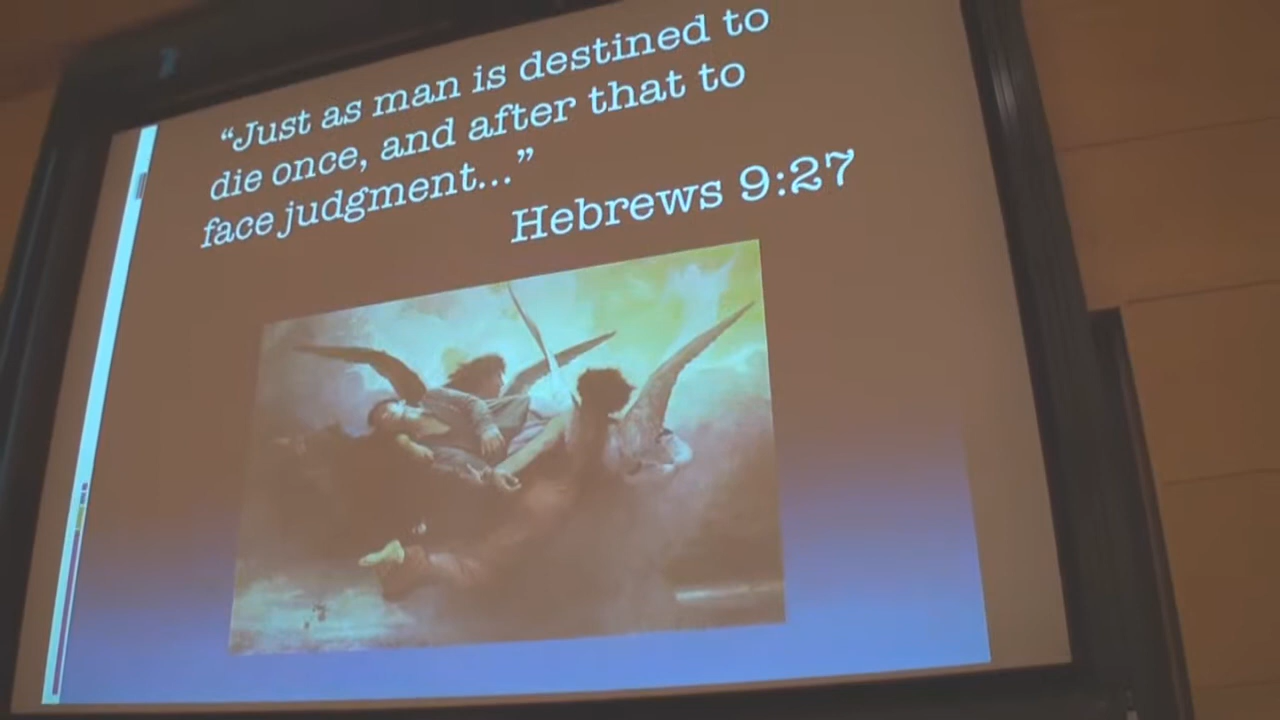 “Just as man is destined to
die once, and after that to
face judgment...”
Hebrews 9:27